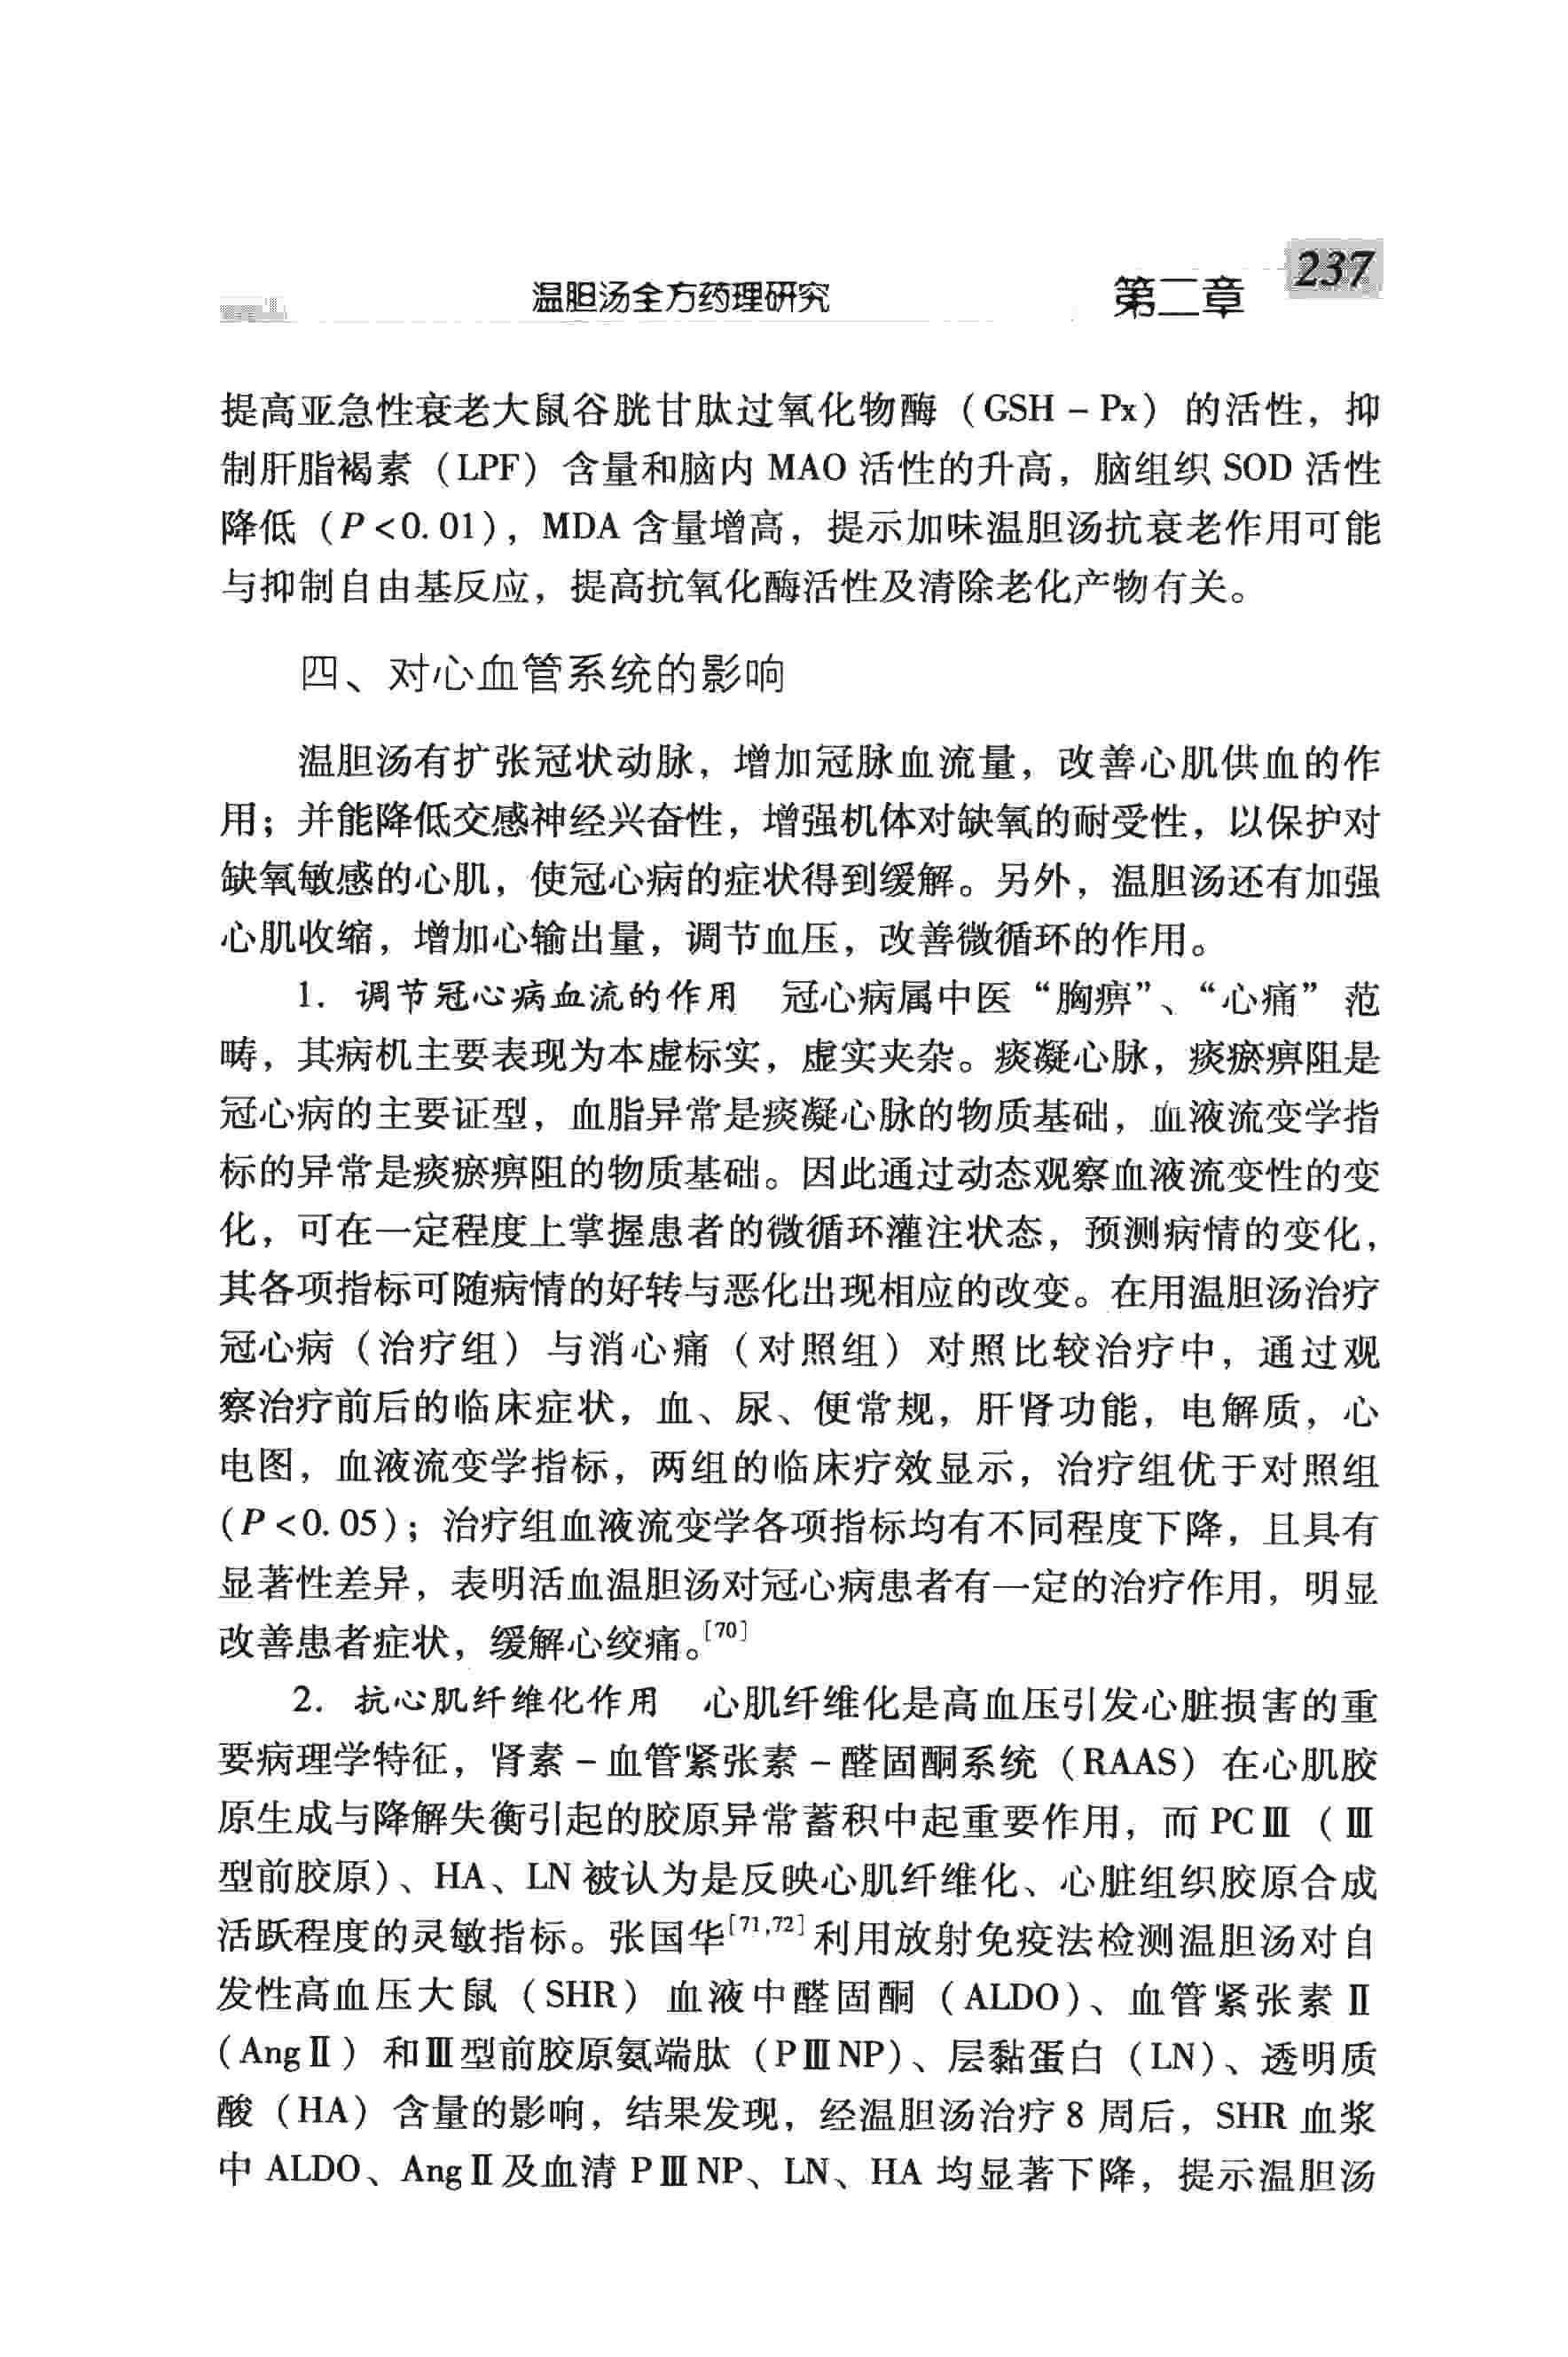 温胆汤全方药理研究 第二章 237
提高亚急性衰老大鼠谷胱甘肽过氧化物酶（GSH－Px）的活性，抑
制肝脂褐素（LPF）含量和脑内 MAO 活性的升高，脑组织 SOD 活性
降低（P<0.01），MDA 含量增高，提示加味温胆汤抗衰老作用可能
与抑制自由基反应，提高抗氧化酶活性及清除老化产物有关。
四、对心血管系统的影响
温胆汤有扩张冠状动脉，增加冠脉血流量，改善心肌供血的作
用；并能降低交感神经兴奋性，增强机体对缺氧的耐受性，以保护对
缺氧敏感的心肌，使冠心病的症状得到缓解。另外，温胆汤还有加强
心肌收缩，增加心输出量，调节血压，改善微循环的作用。
1. 调节冠心病血流的作用　冠心病属中医“胸痹”、“心痛”范
畴，其病机主要表现为本虚标实，虚实夹杂。痰凝心脉，痰瘀痹阻是
冠心病的主要证型，血脂异常是痰凝心脉的物质基础，血液流变学指
标的异常是痰瘀痹阻的物质基础。因此通过动态观察血液流变性的变
化，可在一定程度上掌握患者的微循环灌注状态，预测病情的变化，
其各项指标可随病情的好转与恶化出现相应的改变。在用温胆汤治疗
冠心病（治疗组）与消心痛（对照组）对照比较治疗中，通过观
察治疗前后的临床症状，血、尿、便常规，肝肾功能，电解质，心
电图，血液流变学指标，两组的临床疗效显示，治疗组优于对照组
（P<0.05）；治疗组血液流变学各项指标均有不同程度下降，且具有
显著性差异，表明活血温胆汤对冠心病患者有一定的治疗作用，明显
改善患者症状，缓解心绞痛。[70]
2. 抗心肌纤维化作用　心肌纤维化是高血压引发心脏损害的重
要病理学特征，肾素－血管紧张素－醛固酮系统（RAAS）在心肌胶
原生成与降解失衡引起的胶原异常蓄积中起重要作用，而 PCⅢ（Ⅲ
型前胶原）、HA、LN 被认为是反映心肌纤维化、心脏组织胶原合成
活跃程度的灵敏指标。张国华[71,72]利用放射免疫法检测温胆汤对自
发性高血压大鼠（SHR）血液中醛固酮（ALDO）、血管紧张素Ⅱ
（AngⅡ）和Ⅲ型前胶原氨端肽（PⅢNP）、层黏蛋白（LN）、透明质
酸（HA）含量的影响，结果发现，经温胆汤治疗 8 周后，SHR 血浆
中 ALDO、AngⅡ及血清 PⅢNP、LN、HA 均显著下降，提示温胆汤